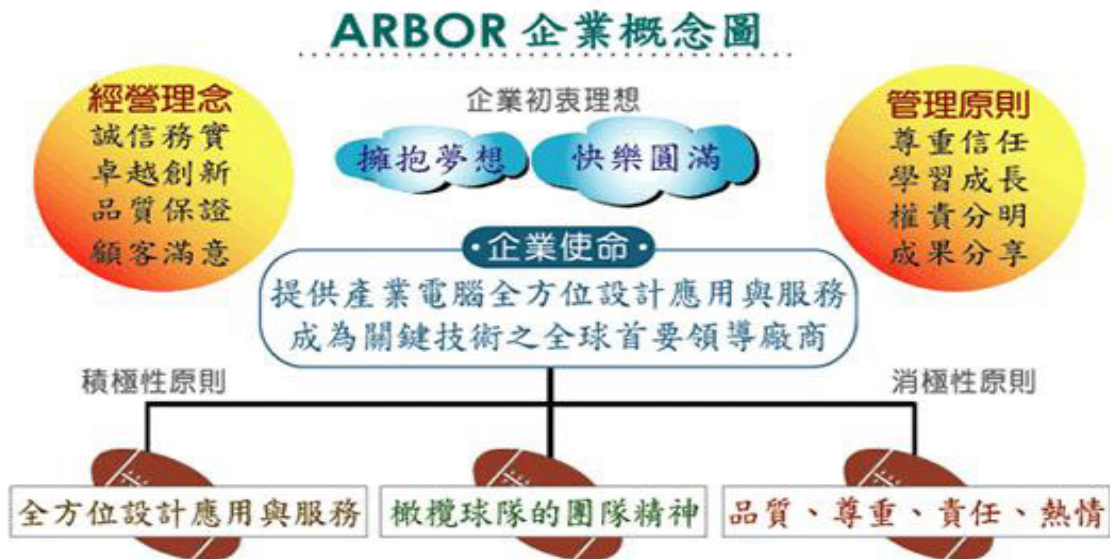 ARBOR 企業概念圖
經營理念
誠信務實
卓越創新
品質保證
顧客滿意
企業初衷理想
擁抱夢想
快樂圓滿
管理原則
尊重信任
學習成長
權責分明
成果分享
·企業使命·
提供產業電腦全方位設計應用與服務
成為關鍵技術之全球首要領導廠商
積極性原則
消極性原則
全方位設計應用與服務
橄欖球隊的團隊精神
品質、尊重、責任、熱情